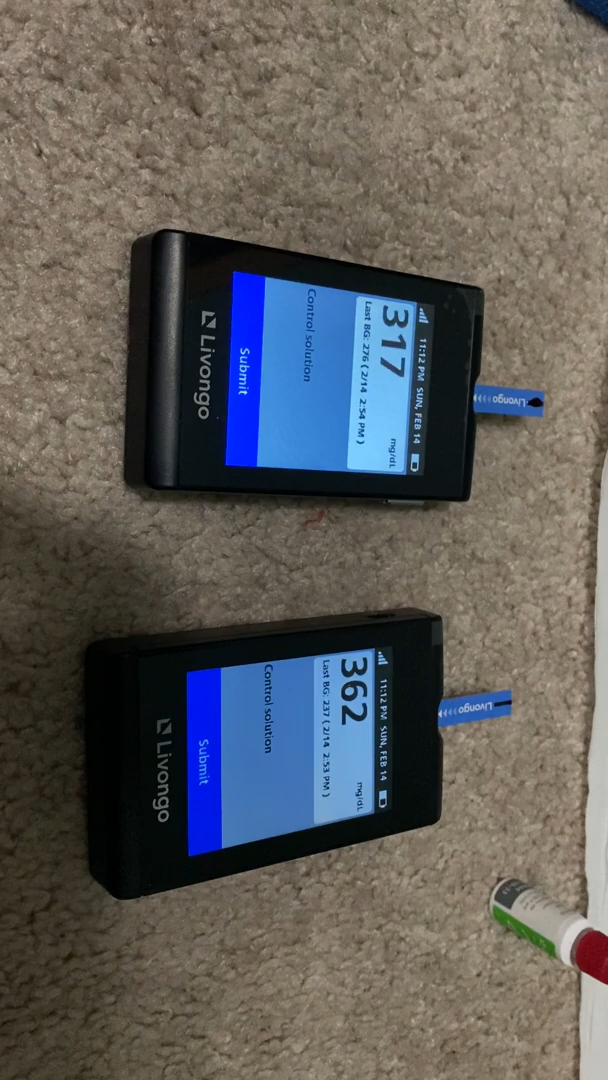 11:12 PM SUN, FEB 14
317 mg/dL
Last BG: 276 ( 2/14 2:54 PM )
Control solution
Submit
Livongo
Livongo
11:12 PM SUN, FEB 14
362 mg/dL
Last BG: 237 ( 2/14 2:53 PM )
Control solution
Submit
Livongo
Livongo